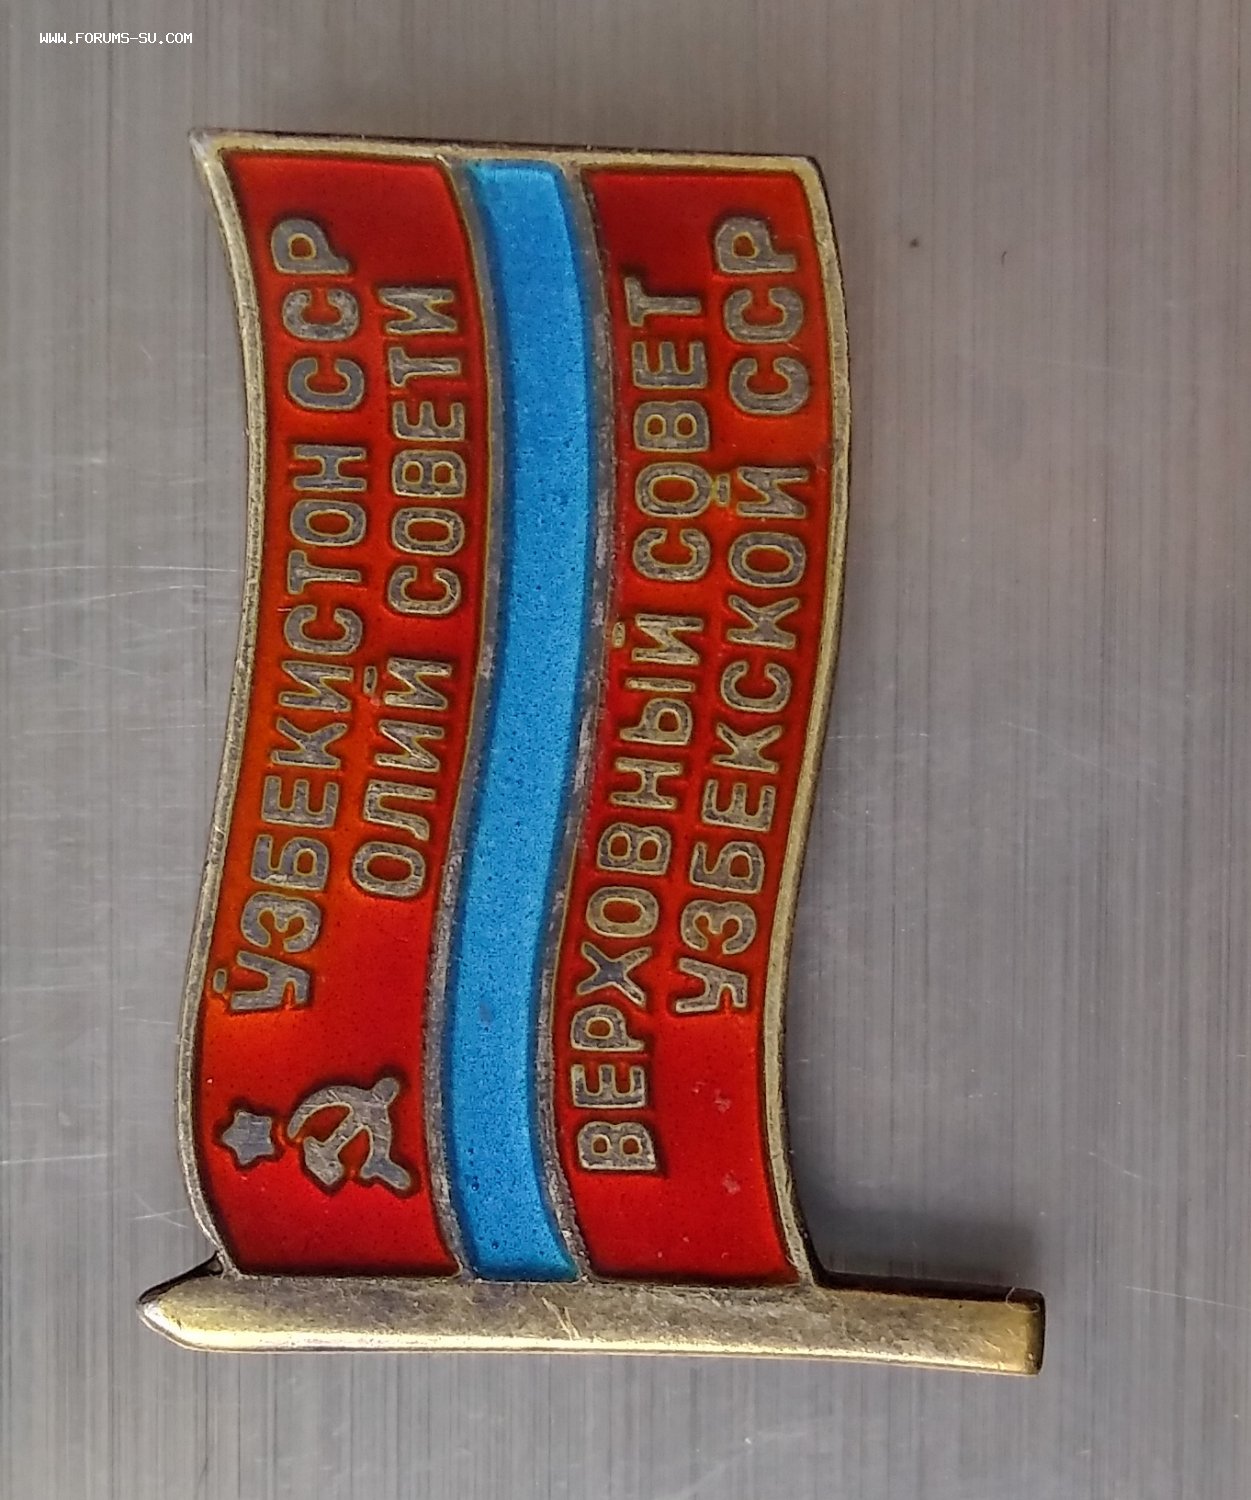 WWW.FORUMS-SU.COM
ЎЗБЕКИСТОН ССР
ОЛИЙ СОВЕТИ
ВЕРХОВНЫЙ СОВЕТ
УЗБЕКСКОЙ ССР